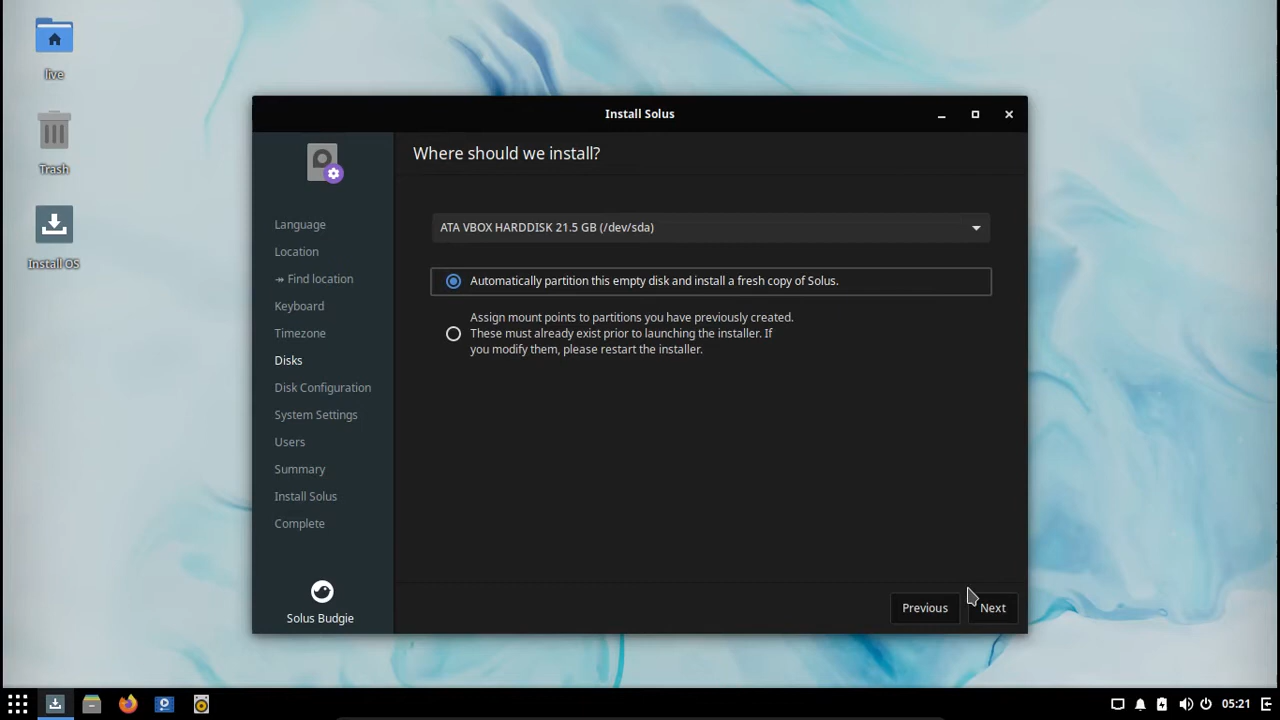 live
Trash
Install OS
Install Solus
Where should we install?
Language
Location
↠ Find location
Keyboard
Timezone
Disks
Disk Configuration
System Settings
Users
Summary
Install Solus
Complete
Solus Budgie
ATA VBOX HARDDISK 21.5 GB (/dev/sda)
Automatically partition this empty disk and install a fresh copy of Solus.
Assign mount points to partitions you have previously created.
These must already exist prior to launching the installer. If
you modify them, please restart the installer.
Previous
Next
05:21